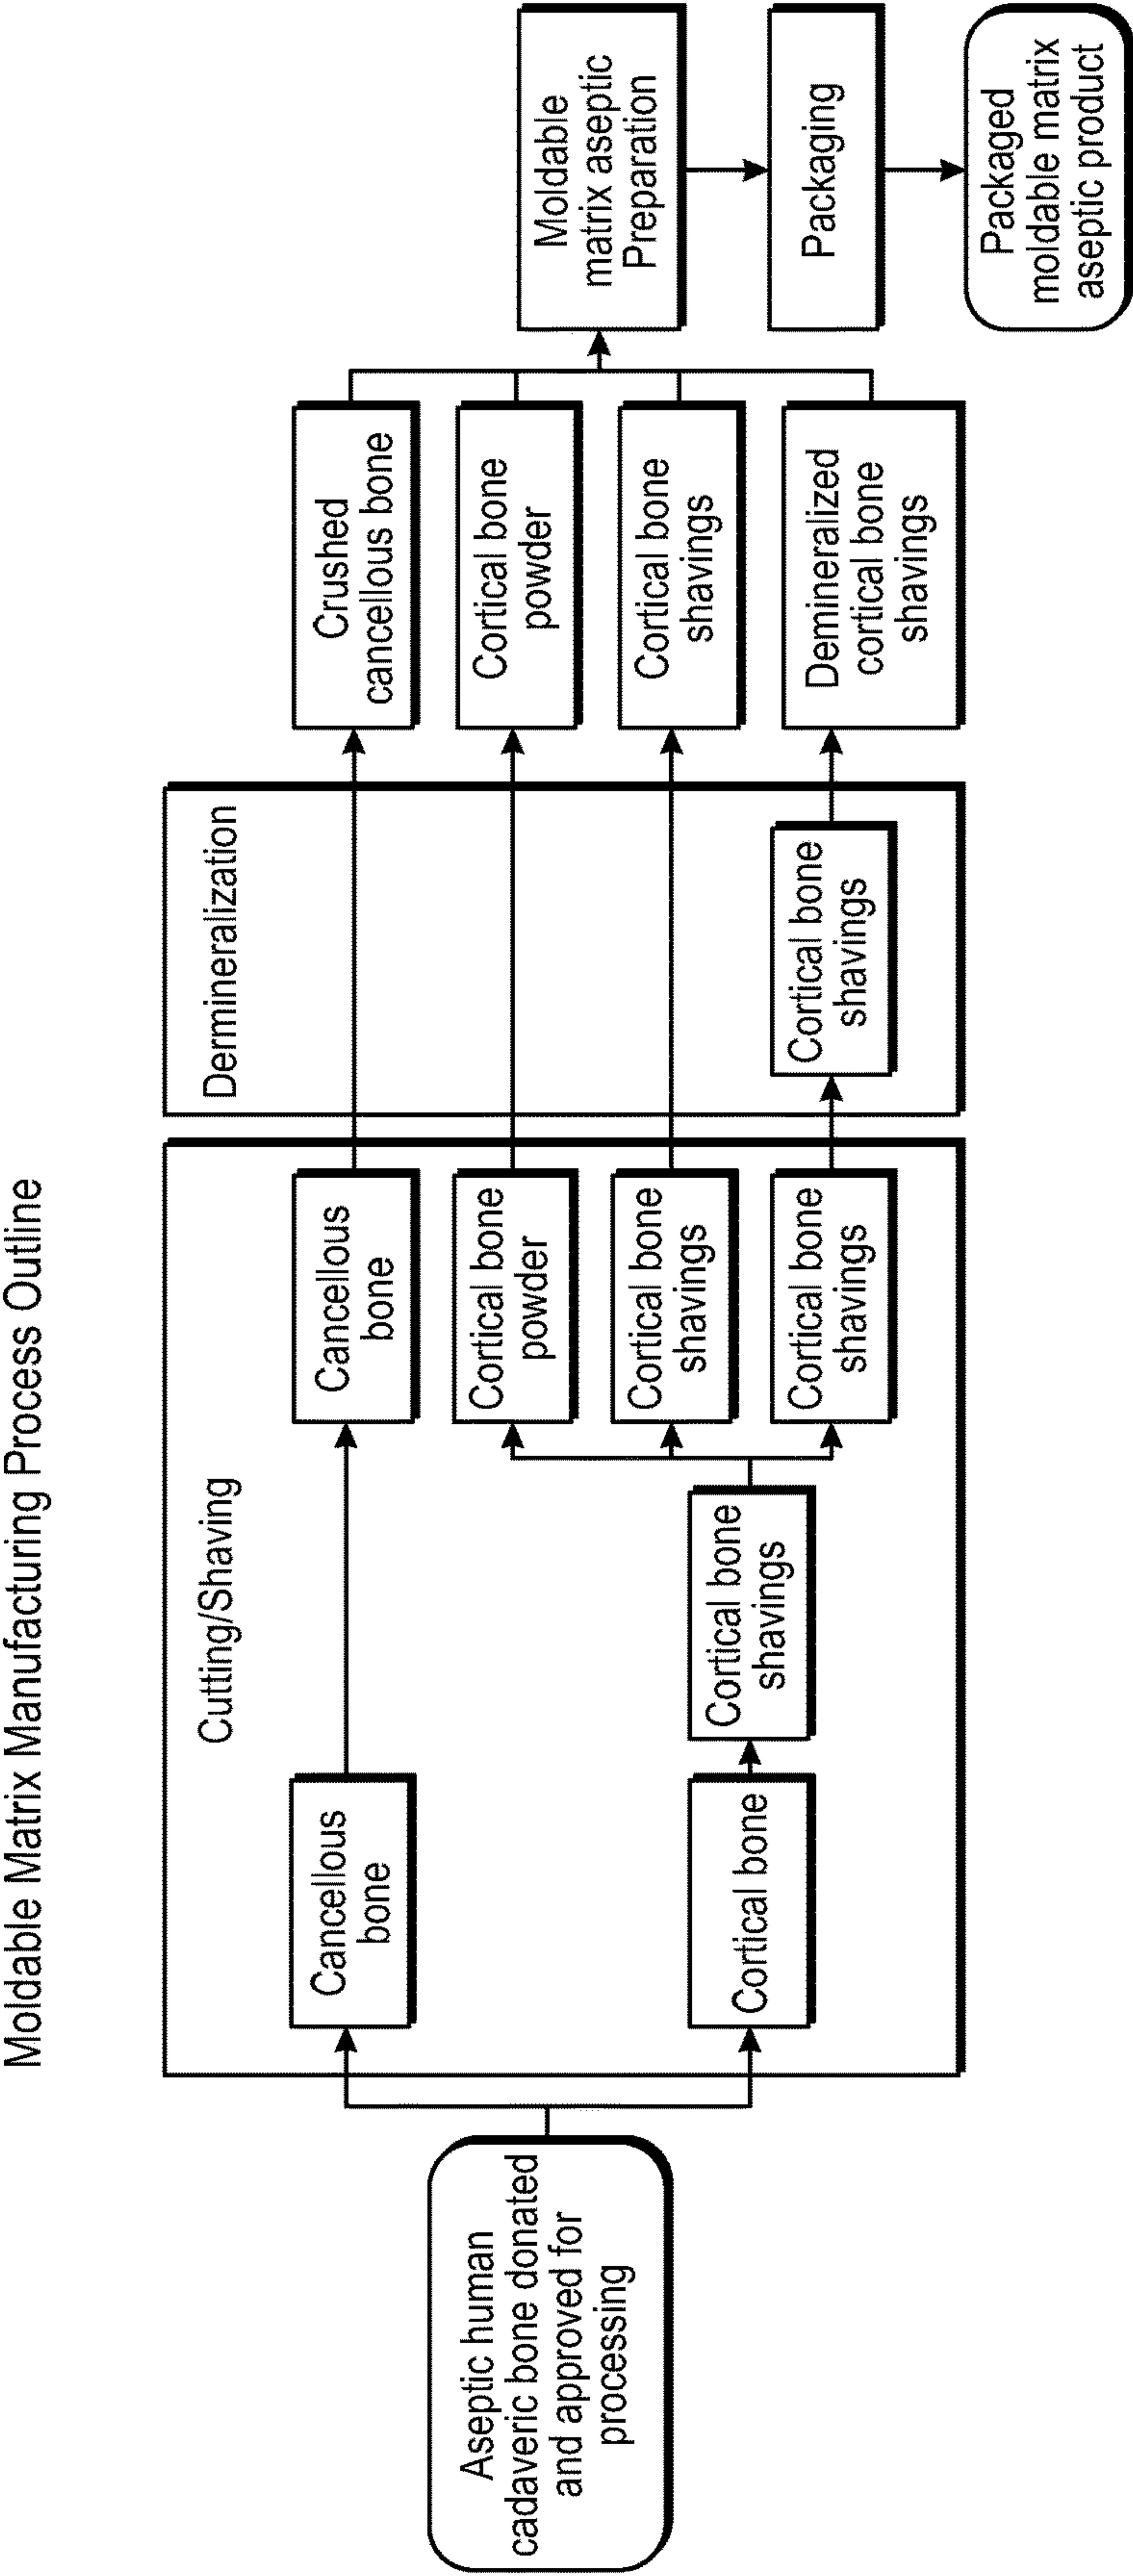 Moldable Matrix Manufacturing Process Outline
Aseptic human
cadaveric bone donated
and approved for
processing
Cutting/Shaving
Cancellous
bone
Cortical bone
Cortical bone
shavings
Cancellous
bone
Cortical bone
powder
Cortical bone
shavings
Cortical bone
shavings
Dermineralization
Cortical bone
shavings
Crushed
cancellous bone
Cortical bone
powder
Cortical bone
shavings
Demineralized
cortical bone
shavings
Moldable
matrix aseptic
Preparation
Packaging
Packaged
moldable matrix
aseptic product